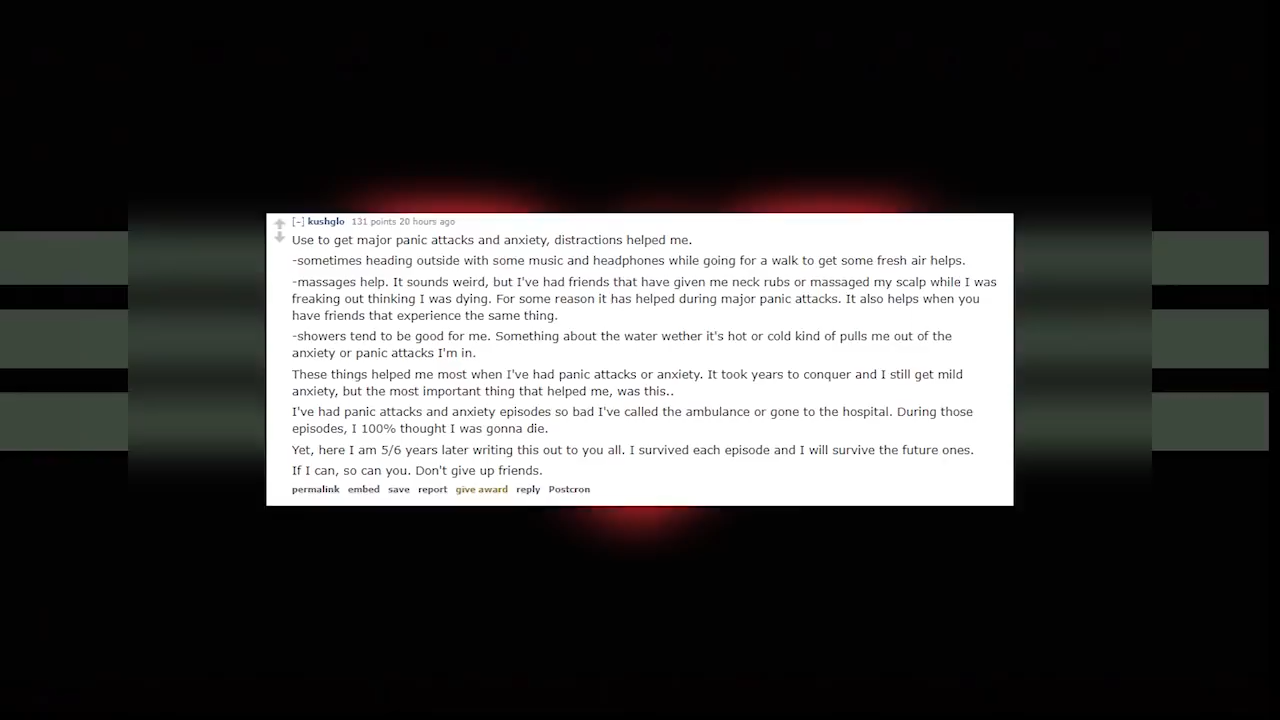 [-] kushglo 131 points 20 hours ago
Use to get major panic attacks and anxiety, distractions helped me.
-sometimes heading outside with some music and headphones while going for a walk to get some fresh air helps.
-massages help. It sounds weird, but I've had friends that have given me neck rubs or massaged my scalp while I was
freaking out thinking I was dying. For some reason it has helped during major panic attacks. It also helps when you
have friends that experience the same thing.
-showers tend to be good for me. Something about the water wether it's hot or cold kind of pulls me out of the
anxiety or panic attacks I'm in.
These things helped me most when I've had panic attacks or anxiety. It took years to conquer and I still get mild
anxiety, but the most important thing that helped me, was this..
I've had panic attacks and anxiety episodes so bad I've called the ambulance or gone to the hospital. During those
episodes, I 100% thought I was gonna die.
Yet, here I am 5/6 years later writing this out to you all. I survived each episode and I will survive the future ones.
If I can, so can you. Don't give up friends.
permalink embed save report give award reply Postcron